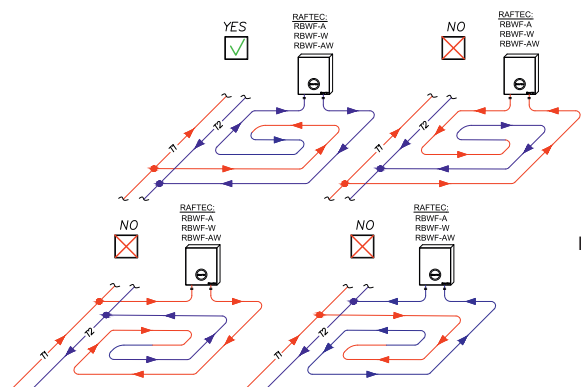 YES
RAFTEC:
RBWF-A
RBWF-W
RBWF-AW
T1
T2
NO
RAFTEC:
RBWF-A
RBWF-W
RBWF-AW
T1
T2
NO
RAFTEC:
RBWF-A
RBWF-W
RBWF-AW
T1
T2
NO
RAFTEC:
RBWF-A
RBWF-W
RBWF-AW
T1
T2